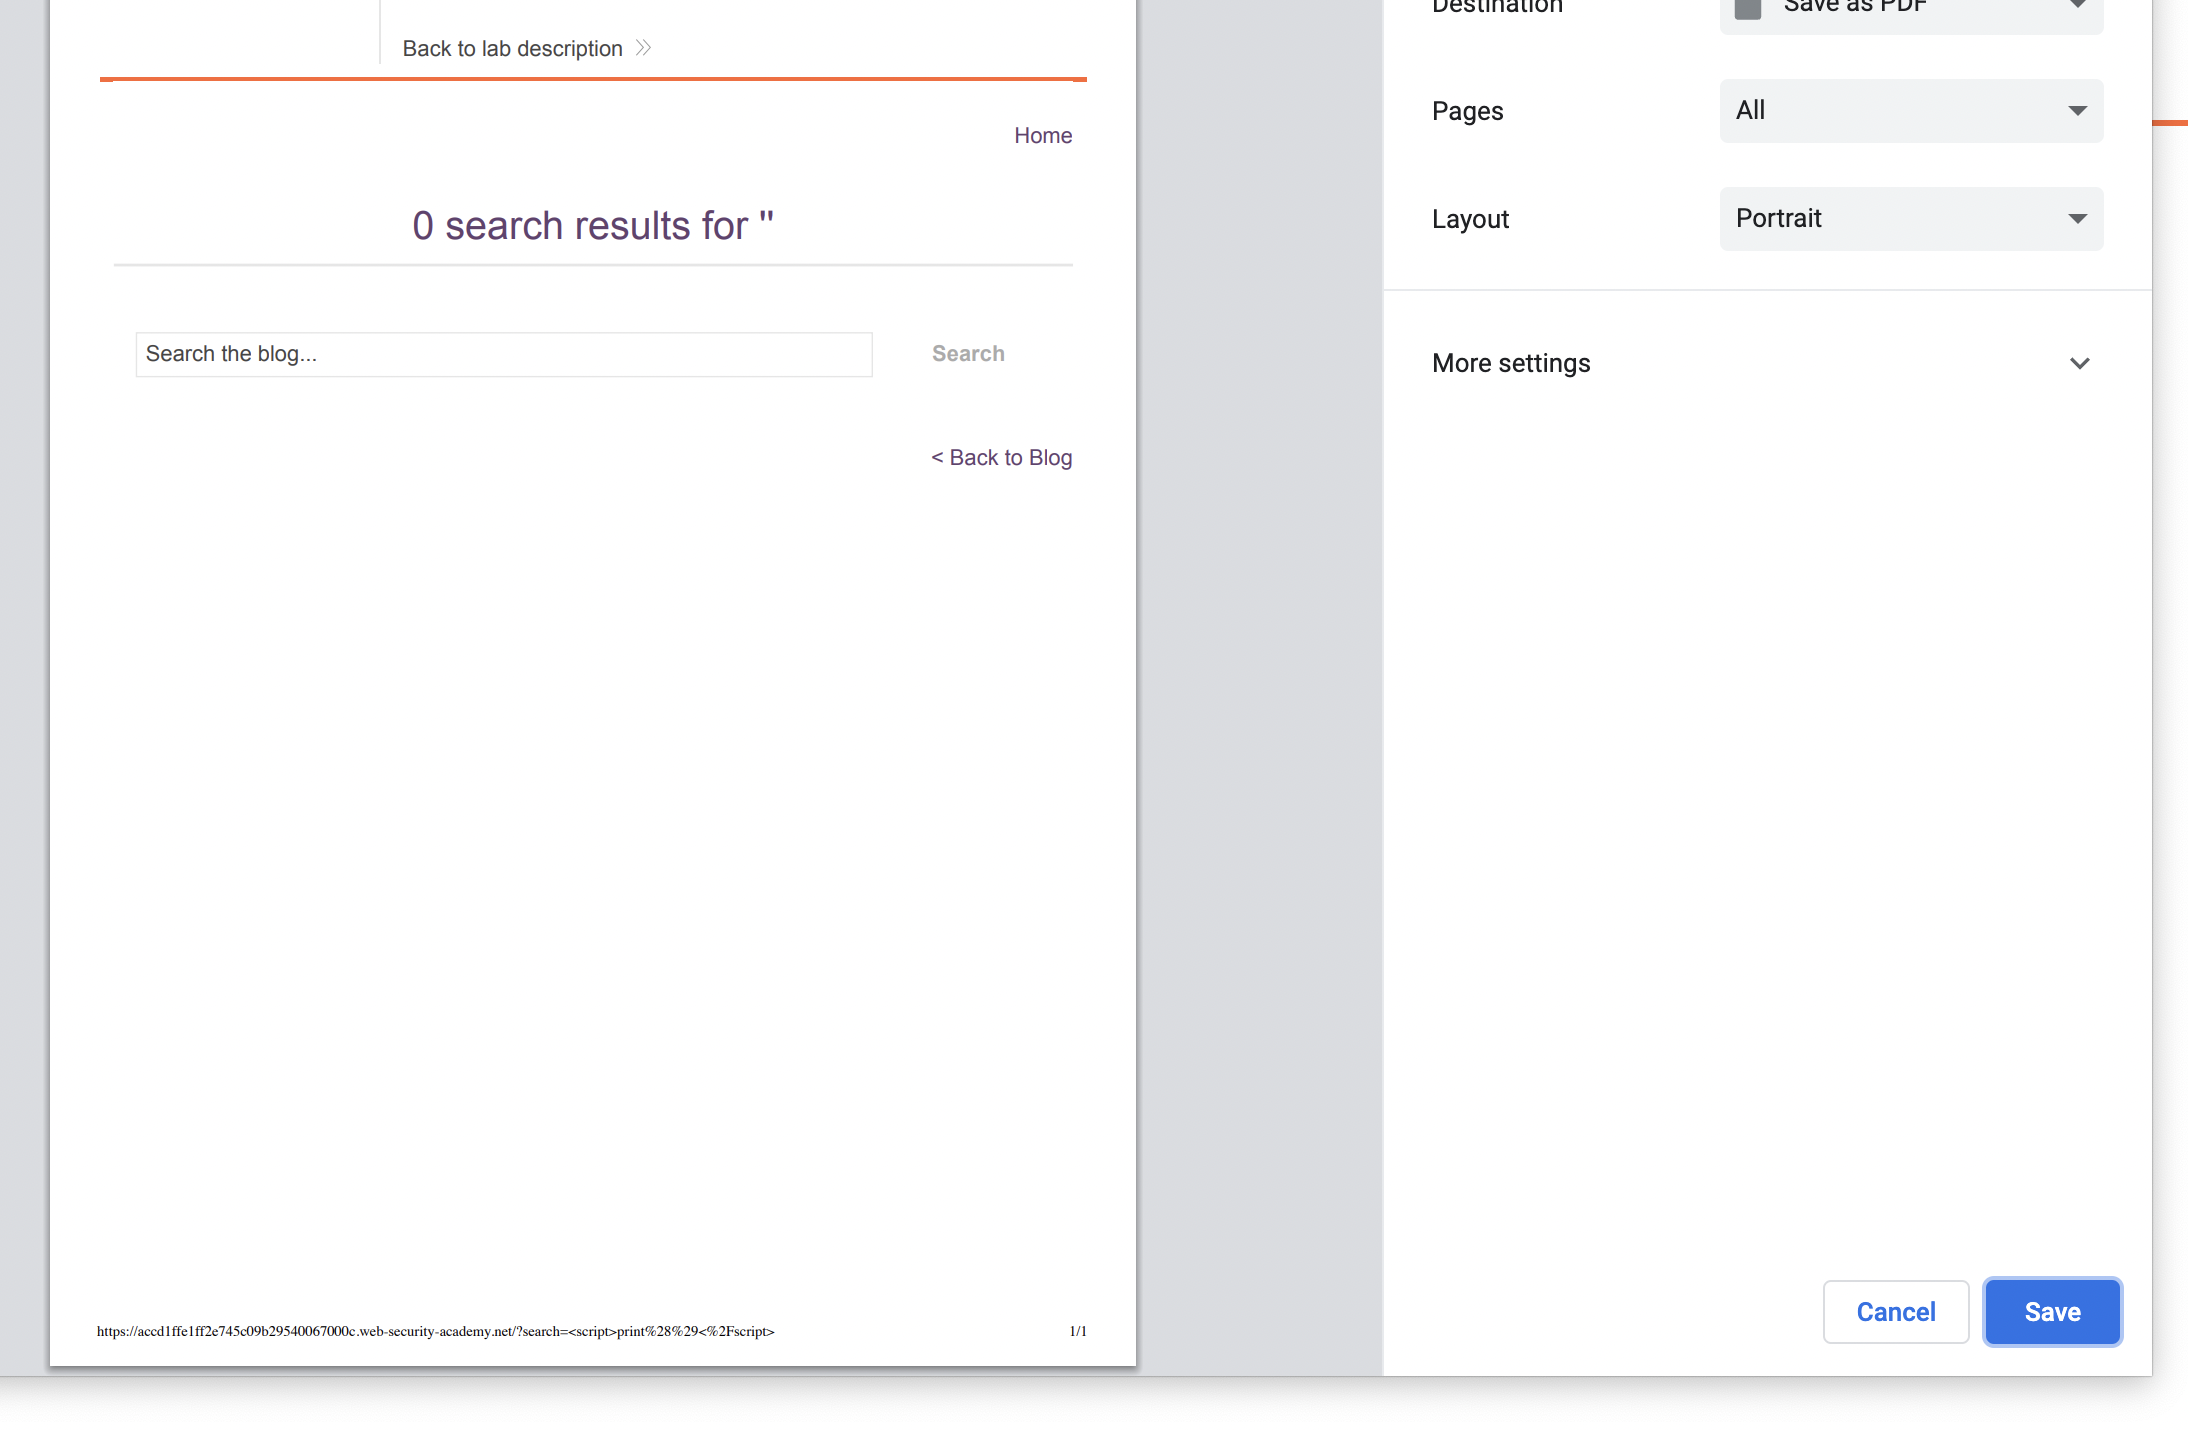 Back to lab description
Home
0 search results for ''
Search the blog...
Search
< Back to Blog
https://accd1ffe1ff2e745c09b29540067000c.web-security-academy.net/?search=<script>print%28%29<%2Fscript>
1/1
Destination
Save as PDF
Pages
All
Layout
Portrait
More settings
Cancel
Save